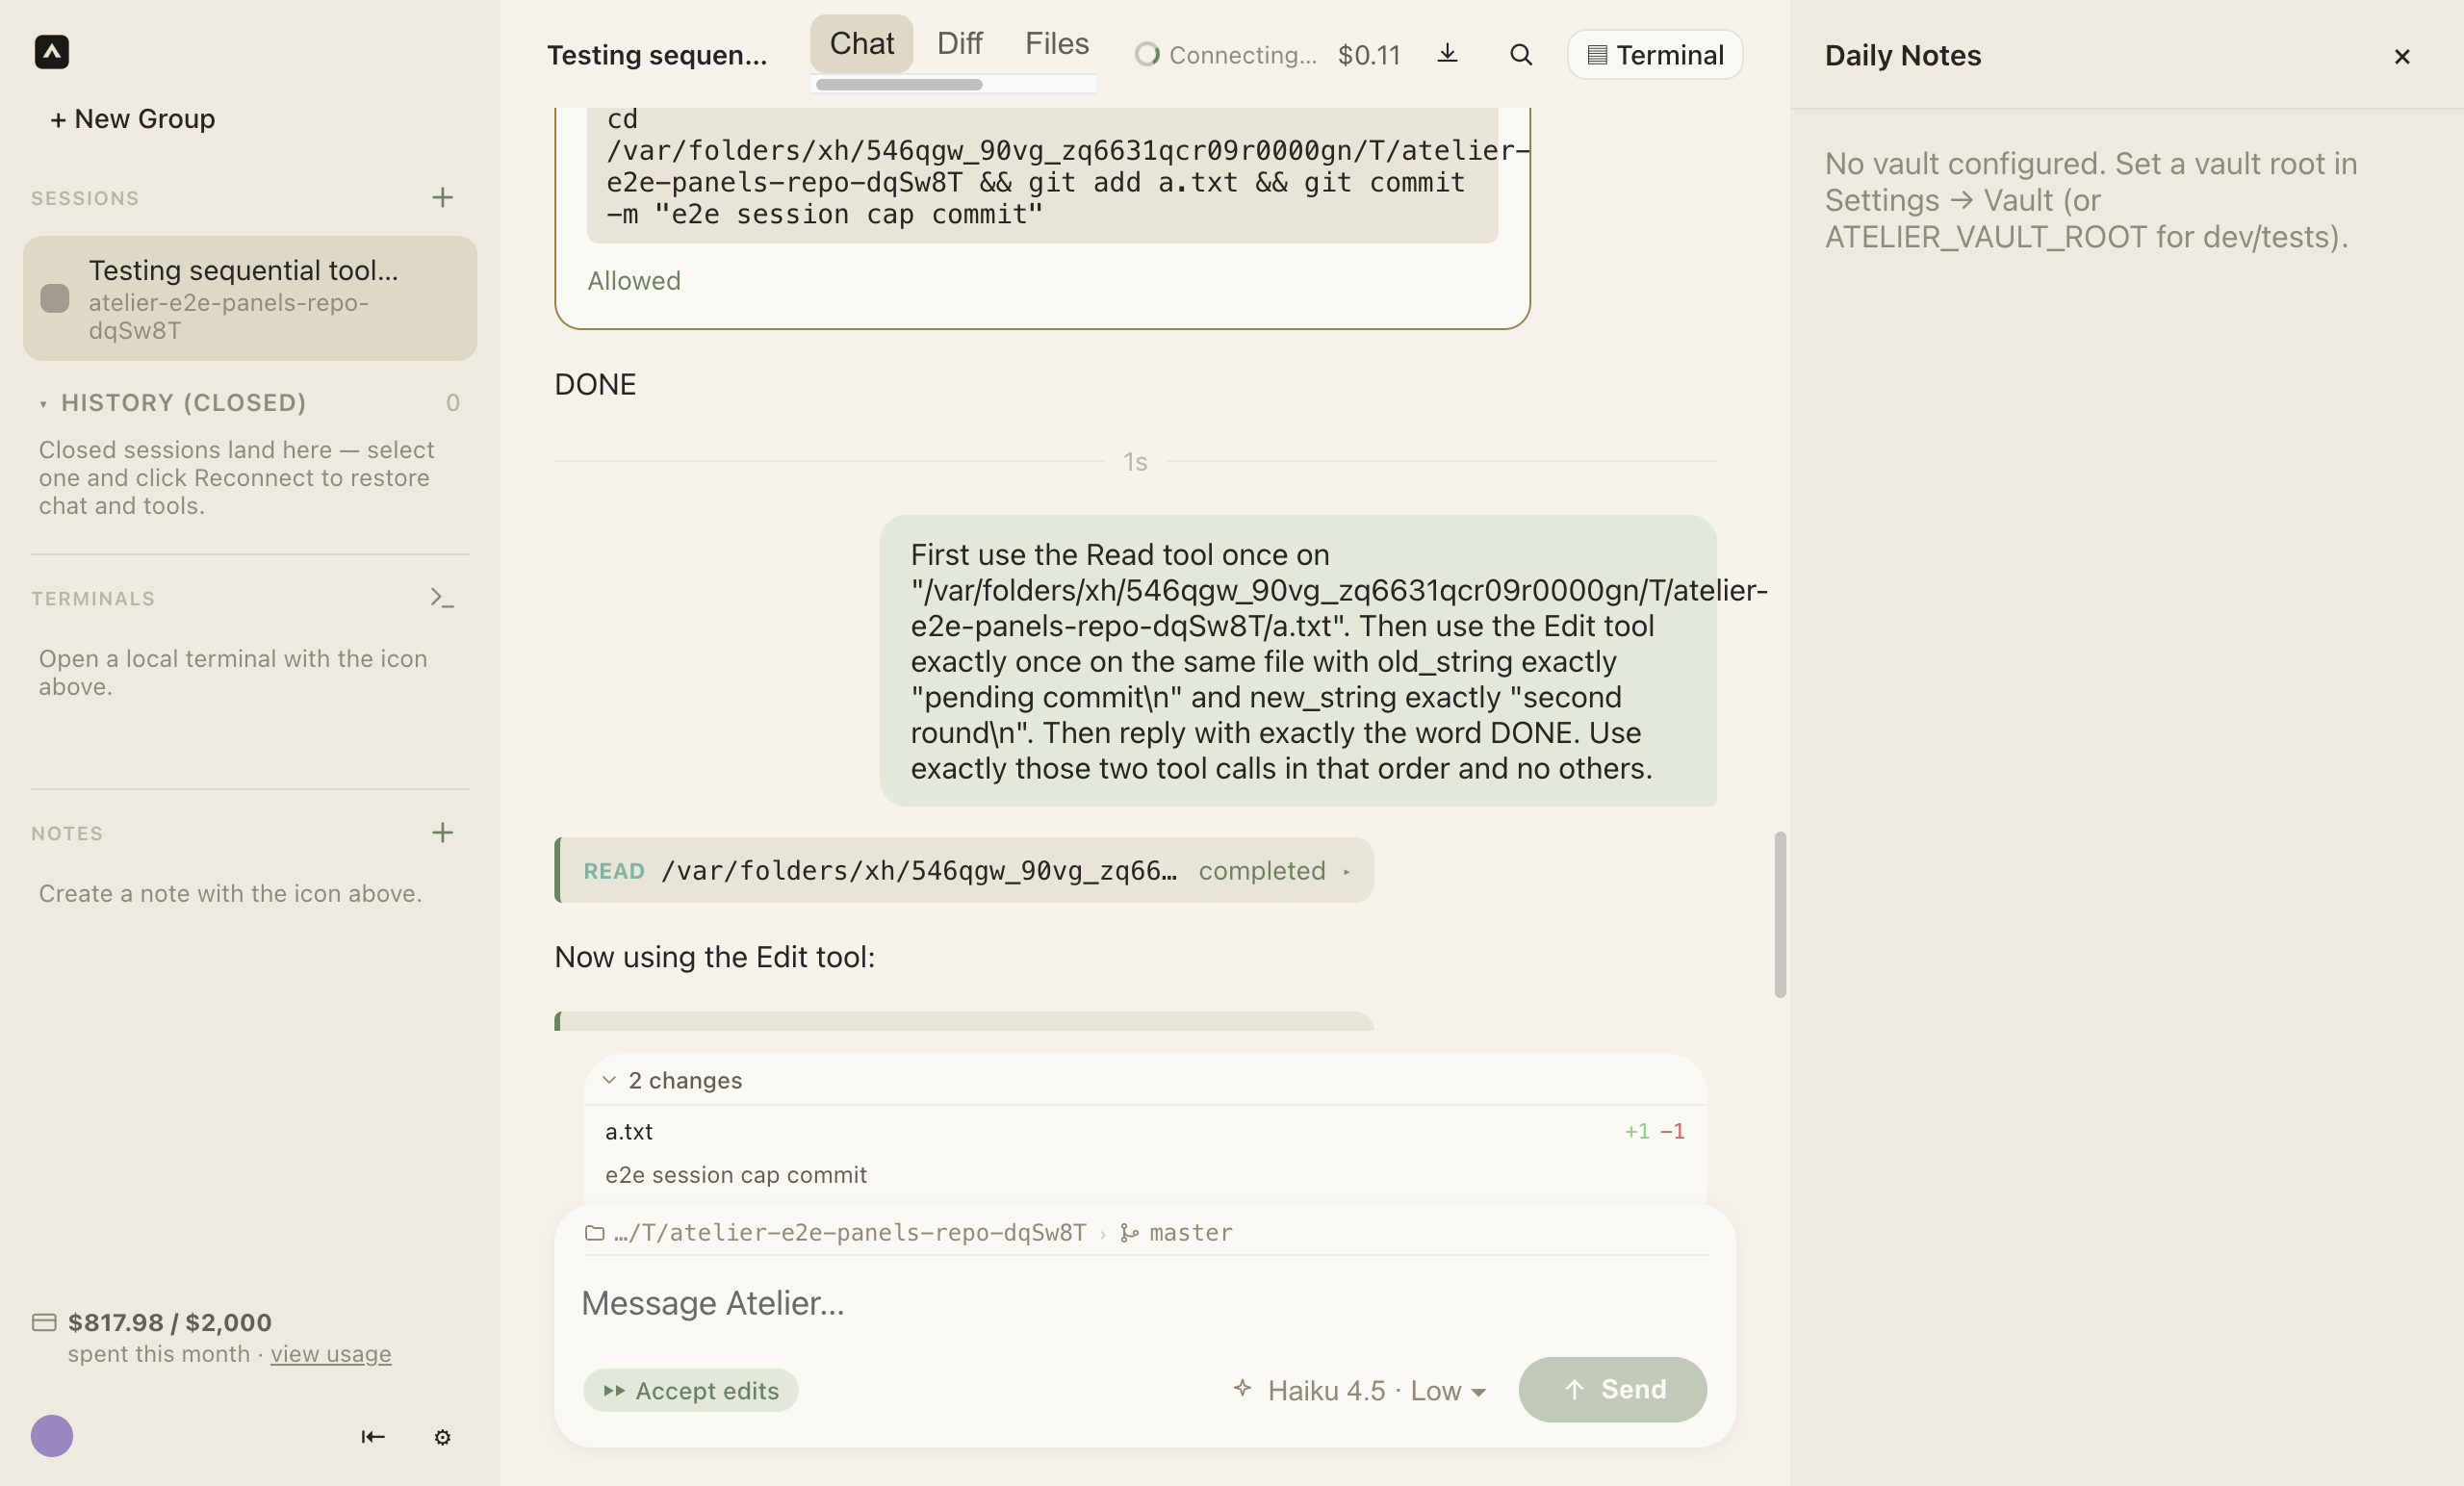 + New Group
SESSIONS
Testing sequential tool...
atelier-e2e-panels-repo-
dqSw8T
HISTORY (CLOSED) 0
Closed sessions land here — select
one and click Reconnect to restore
chat and tools.
TERMINALS
Open a local terminal with the icon
above.
NOTES
Create a note with the icon above.
$817.98 / $2,000
spent this month · view usage
Testing sequen... Chat Diff Files Connecting... $0.11 Terminal
cd
/var/folders/xh/546qgw_90vg_zq6631qcr09r0000gn/T/atelier-
e2e-panels-repo-dqSw8T && git add a.txt && git commit
-m "e2e session cap commit"
Allowed
DONE
1s
First use the Read tool once on
"/var/folders/xh/546qgw_90vg_zq6631qcr09r0000gn/T/atelier-
e2e-panels-repo-dqSw8T/a.txt". Then use the Edit tool
exactly once on the same file with old_string exactly
"pending commit\n" and new_string exactly "second
round\n". Then reply with exactly the word DONE. Use
exactly those two tool calls in that order and no others.
READ /var/folders/xh/546qgw_90vg_zq66… completed
Now using the Edit tool:
2 changes
a.txt +1 −1
e2e session cap commit
…/T/atelier-e2e-panels-repo-dqSw8T › master
Message Atelier...
Accept edits Haiku 4.5 · Low Send
Daily Notes ×
No vault configured. Set a vault root in
Settings → Vault (or
ATELIER_VAULT_ROOT for dev/tests).